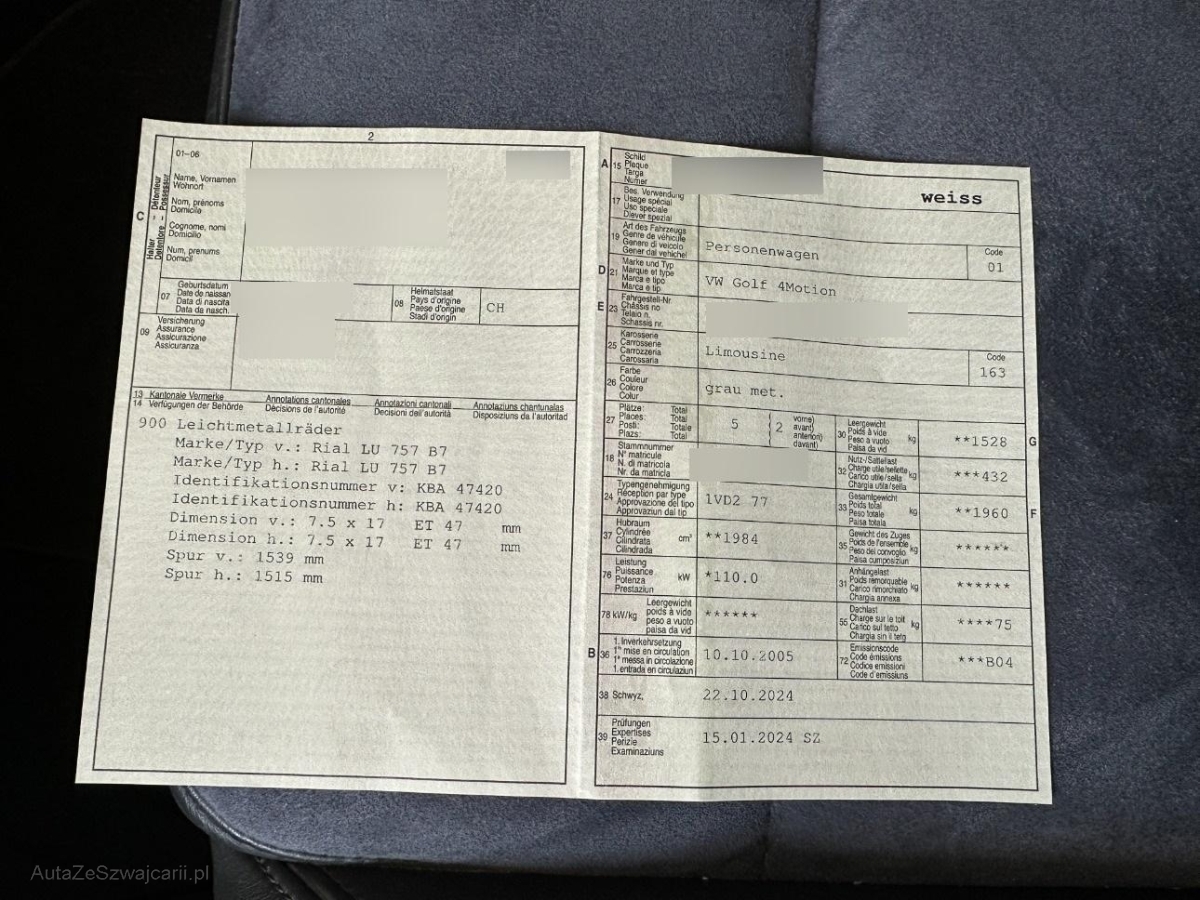 2
01-06
Name, Vornamen
Wohnort
Nom, prénoms
Domicile
Cognome, nomi
Domicilio
Num, prenums
Domicil
C
Halter – Détenteur
Detentore – Possessur
07
Geburtsdatum
Date de naissan
Data di nascita
Data da nasch.
08
Heimatstaat
Pays d'origine
Paese d'origine
Stadi d'origin
CH
09
Versicherung
Assurance
Assicurazione
Assicuranza
13 Kantonale Vermerke Annotations cantonales Annotazioni cantonali Annotaziuns chantunalas
14 Verfügungen der Behörde Décisions de l'autorité Decisioni dell'autorità Disposiziuns da l'autoritad
900 Leichtmetallräder
Marke/Typ v.: Rial LU 757 B7
Marke/Typ h.: Rial LU 757 B7
Identifikationsnummer v: KBA 47420
Identifikationsnummer h: KBA 47420
Dimension v.: 7.5 x 17 ET 47 mm
Dimension h.: 7.5 x 17 ET 47 mm
Spur v.: 1539 mm
Spur h.: 1515 mm
A 15
Schild
Plaque
Targa
Numer
weiss
17
Bes. Verwendung
Usage spécial
Uso speciale
Diever spezial
19
Art des Fahrzeugs
Genre de véhicule
Genere di veicolo
Gener dal vehichel
Personenwagen
Code
01
D 21
Marke und Typ
Marque et type
Marca e tipo
Marca e tip
VW Golf 4Motion
E 23
Fahrgestell-Nr.
Châssis no
Telaio n.
Schassis nr.
25
Karosserie
Carrosserie
Carrozzeria
Carossaria
Limousine
Code
163
26
Farbe
Couleur
Colore
Colur
grau met.
27
Plätze: Total
Places: Total
Posti: Totale
Plazs: Total
5
2
vorne)
avant)
anteriori)
davant)
30
Leergewicht
Poids à vide
Peso a vuoto
Paisa da vid
kg
**1528
G
18
Stammnummer
N° matricule
N. di matricola
Nr. da matricla
32
Nutz-/Sattellast
Charge utile/sellette
Carico utile/sella
Chargia utila/sella
kg
***432
24
Typengenehmigung
Réception par type
Approvazione del tipo
Approvaziun dal tip
1VD2 77
33
Gesamtgewicht
Poids total
Peso totale
Paisa totala
kg
**1960
F
37
Hubraum
Cylindrée
Cilindrata
Cilindrada
cm³
**1984
35
Gewicht des Zuges
Poids de l'ensemble
Peso del convoglio
Paisa cumposiziun
kg
******
76
Leistung
Puissance
Potenza
Prestaziun
kW
*110.0
31
Anhängelast
Poids remorquable
Carico rimorchiato
Chargia annexa
kg
******
78 kW/kg
Leergewicht
poids à vide
peso a vuoto
paisa da vid
******
55
Dachlast
Charge sur le toit
Carico sul tetto
Chargia sin il tetg
kg
****75
B 36
1. Inverkehrsetzung
1re mise en circulation
1a messa in circolazione
1. entrada en circulaziun
10.10.2005
72
Emissionscode
Code émissions
Codice emissioni
Code d'emissiuns
***B04
38 Schwyz,
22.10.2024
39
Prüfungen
Expertises
Perizie
Examinaziuns
15.01.2024 SZ
AutaZeSzwajcarii.pl